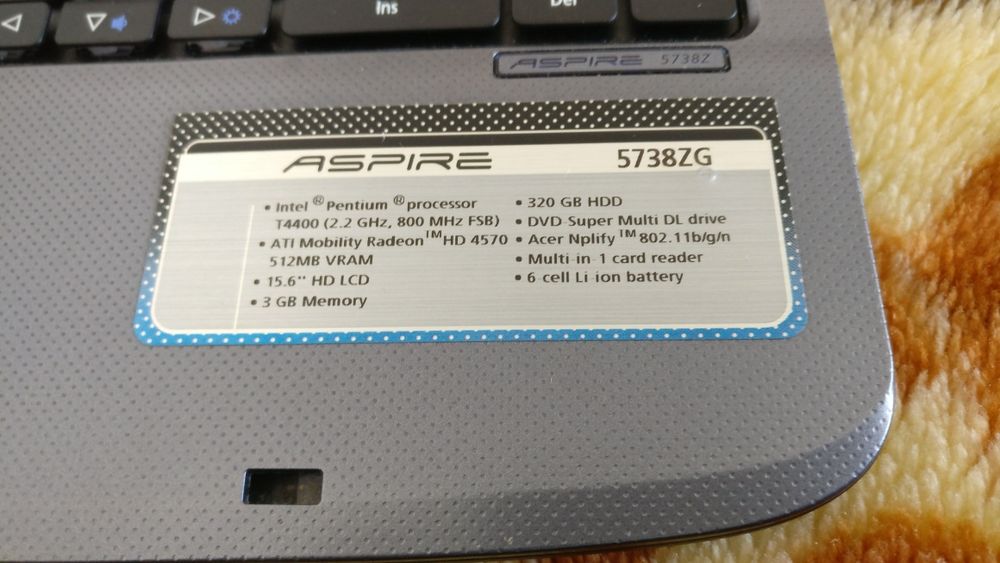 Ins
Del
ASPIRE 5738Z
ASPIRE 5738ZG
• Intel ® Pentium ® processor
T4400 (2.2 GHz, 800 MHz FSB)
• ATI Mobility Radeon™ HD 4570
512MB VRAM
• 15.6'' HD LCD
• 3 GB Memory
• 320 GB HDD
• DVD-Super Multi DL drive
• Acer Nplify™ 802.11b/g/n
• Multi-in-1 card reader
• 6-cell Li-ion battery